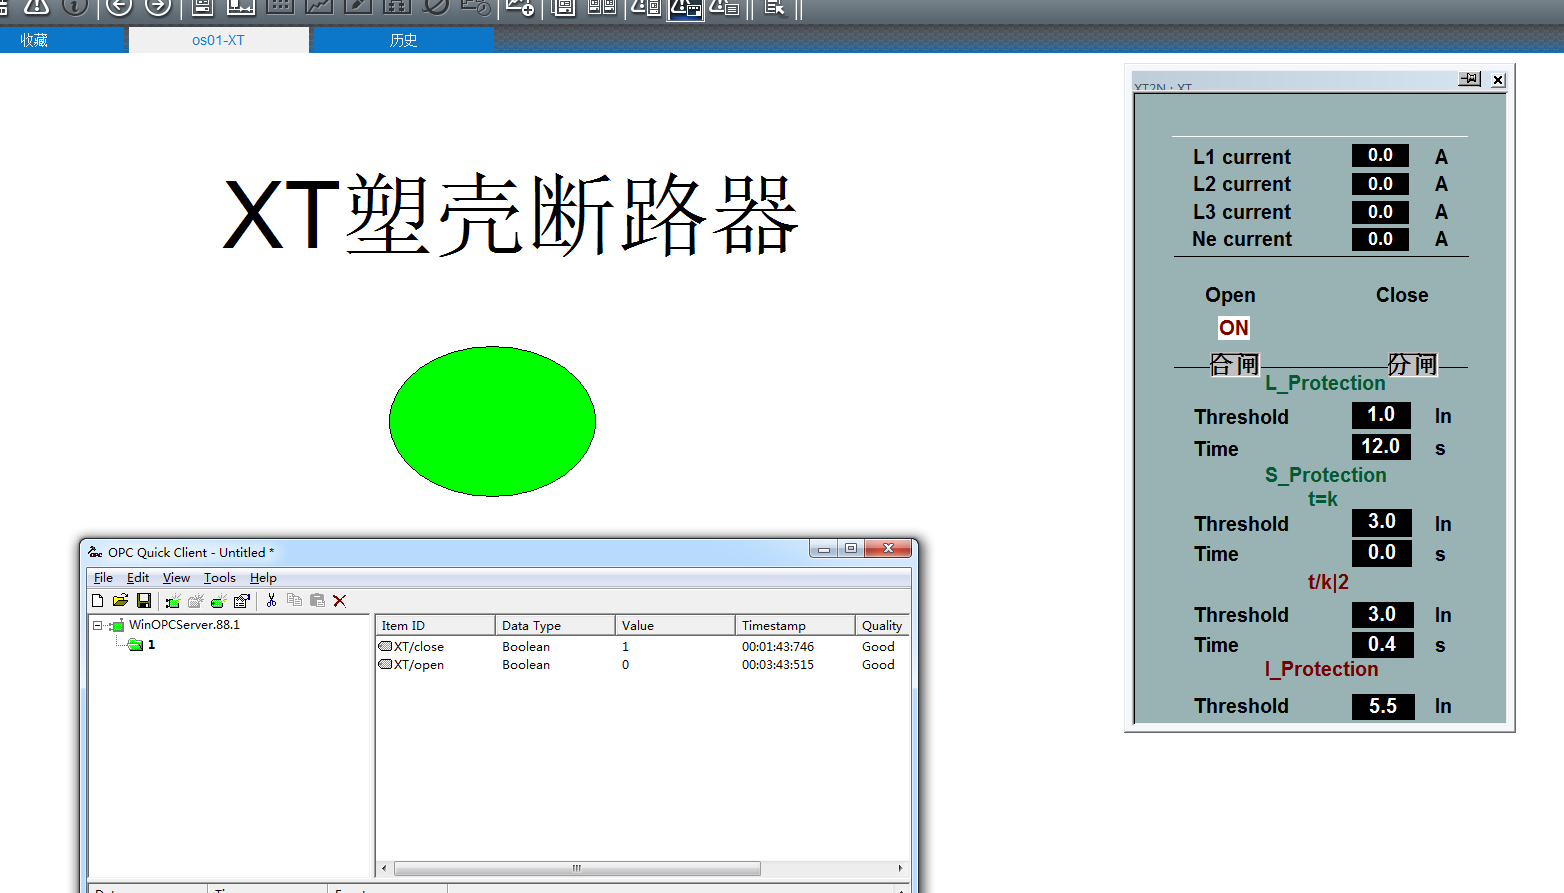 收藏
os01-XT
历史
XT塑壳断路器
XT2N : XT
L1 current 0.0 A
L2 current 0.0 A
L3 current 0.0 A
Ne current 0.0 A
Open Close
ON
合闸 分闸
L_Protection
Threshold 1.0 In
Time 12.0 s
S_Protection
t=k
Threshold 3.0 In
Time 0.0 s
t/k|2
Threshold 3.0 In
Time 0.4 s
I_Protection
Threshold 5.5 In
OPC Quick Client - Untitled *
File Edit View Tools Help
WinOPCServer.88.1
1
Item ID Data Type Value Timestamp Quality
XT/close Boolean 1 00:01:43:746 Good
XT/open Boolean 0 00:03:43:515 Good